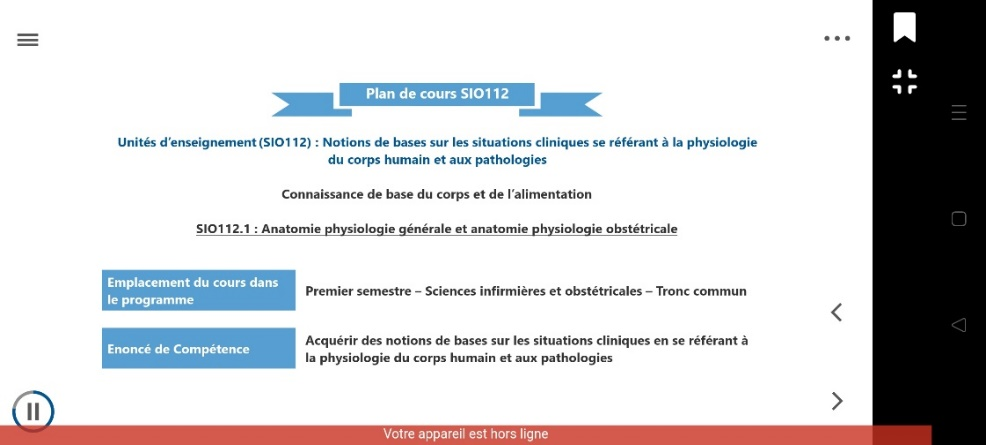 Plan de cours SIO112
Unités d'enseignement (SIO112) : Notions de bases sur les situations cliniques se référant à la physiologie
du corps humain et aux pathologies
Connaissance de base du corps et de l'alimentation
SIO112.1 : Anatomie physiologie générale et anatomie physiologie obstétricale
Emplacement du cours dans
le programme
Premier semestre – Sciences infirmières et obstétricales – Tronc commun
Enoncé de Compétence
Acquérir des notions de bases sur les situations cliniques en se référant à
la physiologie du corps humain et aux pathologies
Votre appareil est hors ligne